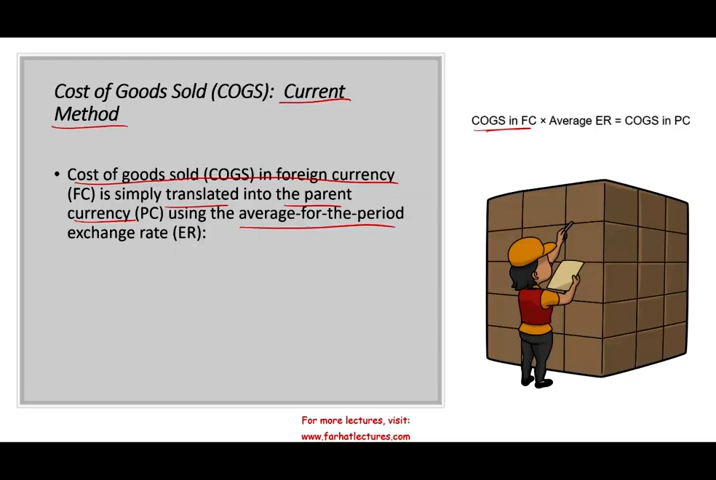 Cost of Goods Sold (COGS): Current
Method
• Cost of goods sold (COGS) in foreign currency
(FC) is simply translated into the parent
currency (PC) using the average-for-the-period
exchange rate (ER):
COGS in FC × Average ER = COGS in PC
For more lectures, visit:
www.farhatlectures.com